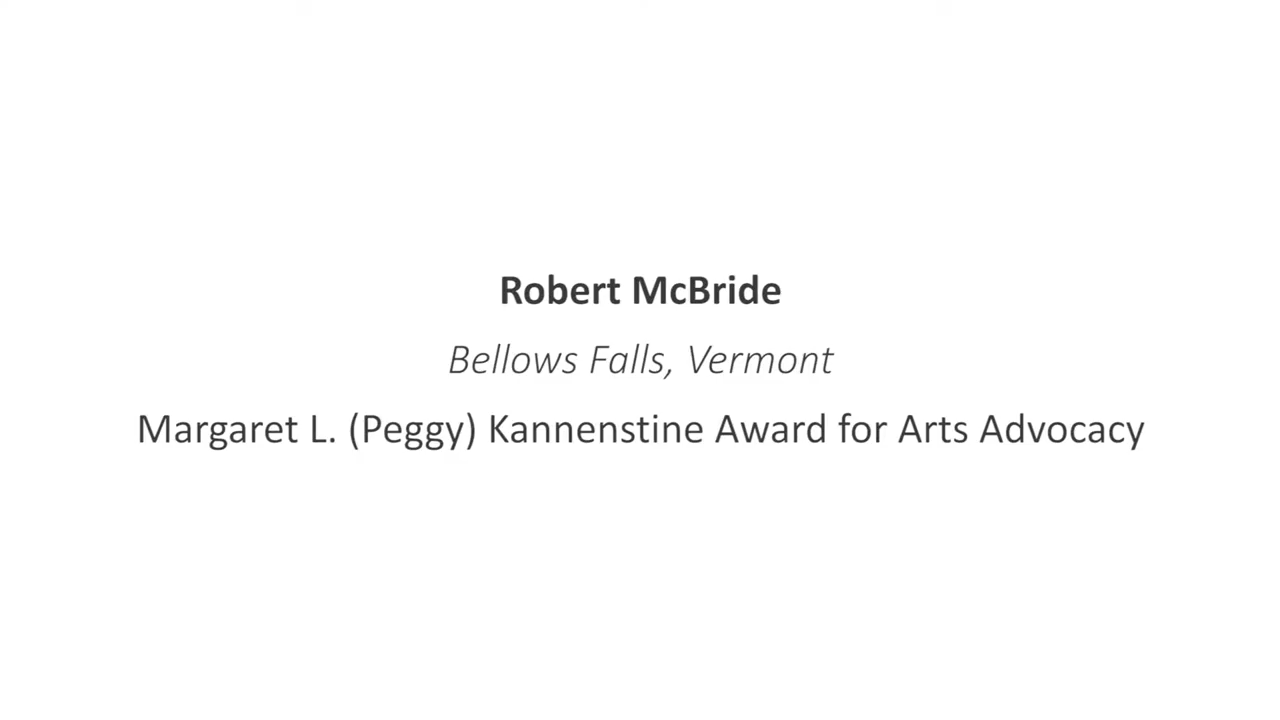 Robert McBride
Bellows Falls, Vermont
Margaret L. (Peggy) Kannenstine Award for Arts Advocacy